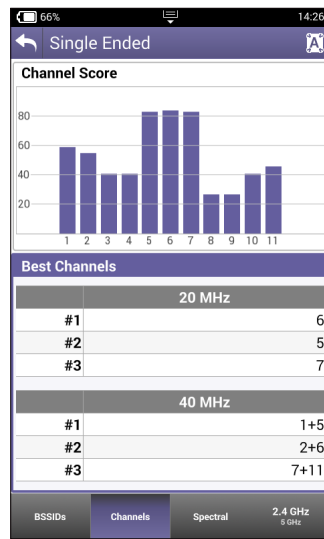 66% 14:26
Single Ended A
Channel Score
80
60
40
20
1 2 3 4 5 6 7 8 9 10 11
Best Channels
20 MHz
#1 6
#2 5
#3 7
40 MHz
#1 1+5
#2 2+6
#3 7+11
BSSIDs Channels Spectral 2.4 GHz
5 GHz